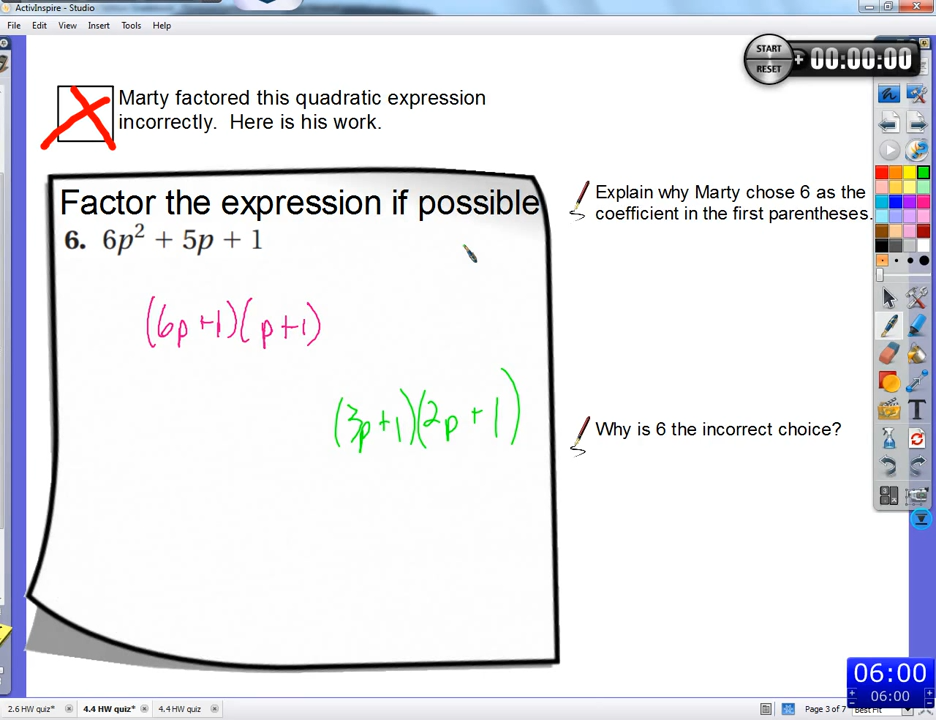 ActivInspire - Studio
File Edit View Insert Tools Help
START
RESET
00:00:00
Marty factored this quadratic expression
incorrectly. Here is his work.
Factor the expression if possible
6. 6p² + 5p + 1
(6p+1)(p+1)
(3p+1)(2p+1)
Explain why Marty chose 6 as the
coefficient in the first parentheses.
Why is 6 the incorrect choice?
06:00
06:00
2.6 HW quiz* 4.4 HW quiz* 4.4 HW quiz
Page 3 of 7 Best Fit